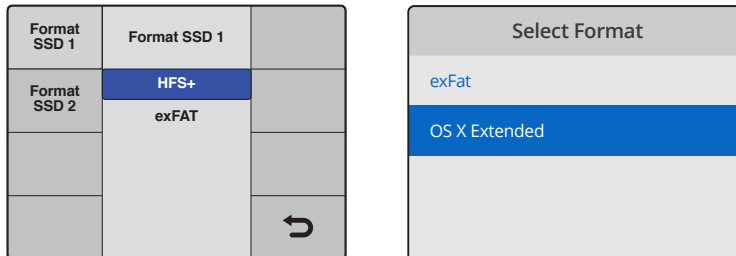 Format
SSD 1
Format SSD 1
Format
SSD 2
HFS+
exFAT
Select Format
exFat
OS X Extended